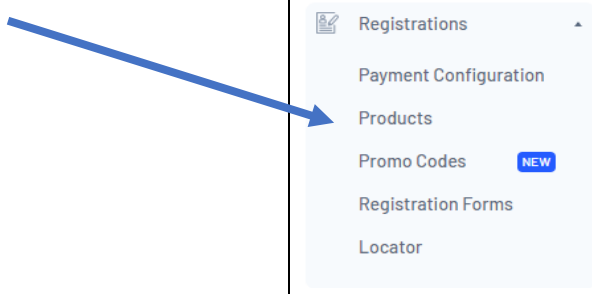 Registrations
Payment Configuration
Products
Promo Codes NEW
Registration Forms
Locator